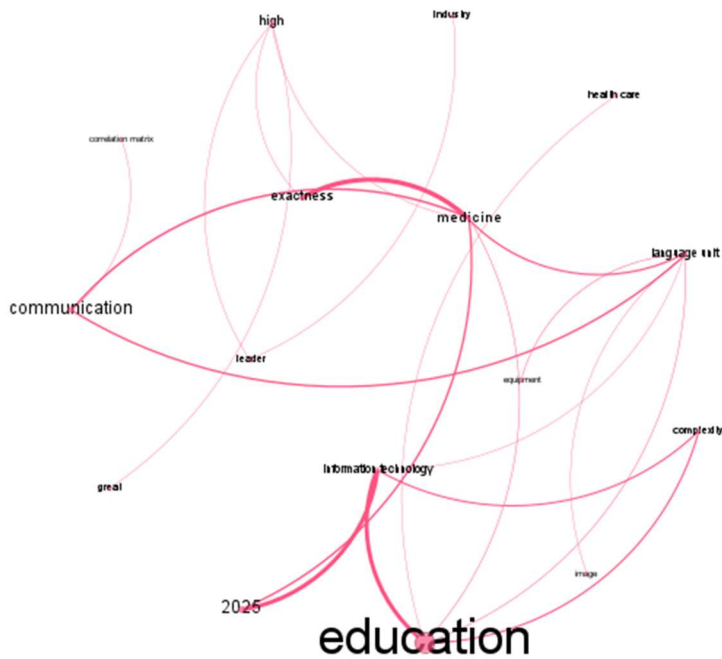 high
industry
health care
correlation matrix
exactness
medicine
language unit
communication
leader
equipment
complexity
information technology
great
image
2025
education